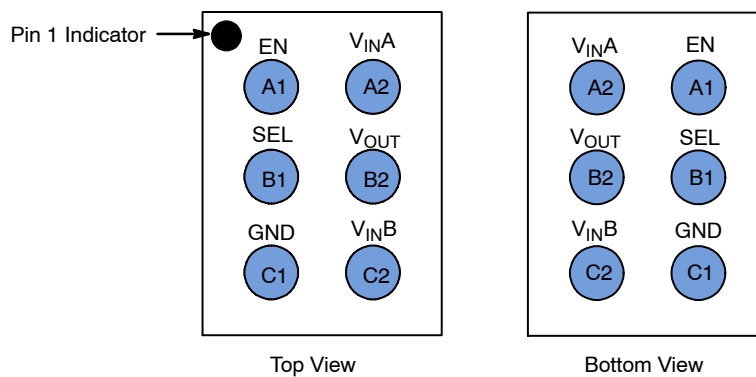 Pin 1 Indicator
EN VINA
A1 A2
SEL VOUT
B1 B2
GND VINB
C1 C2
Top View
VINA EN
A2 A1
VOUT SEL
B2 B1
VINB GND
C2 C1
Bottom View